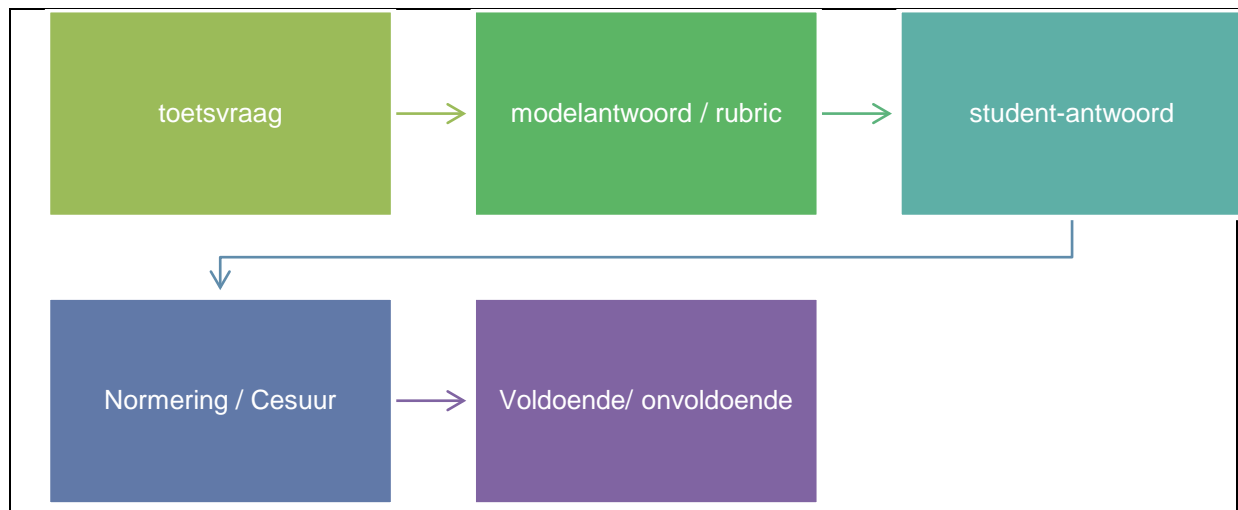 toetsvraag
modelantwoord / rubric
student-antwoord
Normering / Cesuur
Voldoende/ onvoldoende